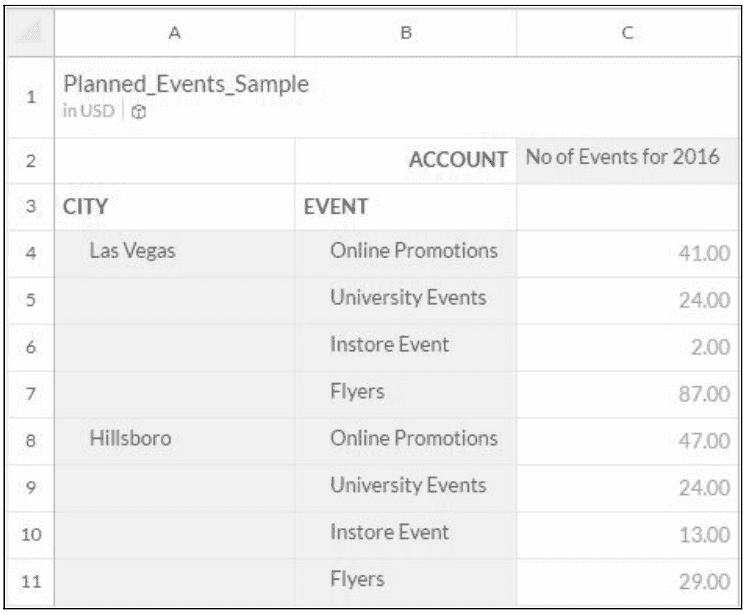 A B C
1 Planned_Events_Sample
in USD
2 ACCOUNT No of Events for 2016
3 CITY EVENT
4 Las Vegas Online Promotions 41.00
5 University Events 24.00
6 Instore Event 2.00
7 Flyers 87.00
8 Hillsboro Online Promotions 47.00
9 University Events 24.00
10 Instore Event 13.00
11 Flyers 29.00